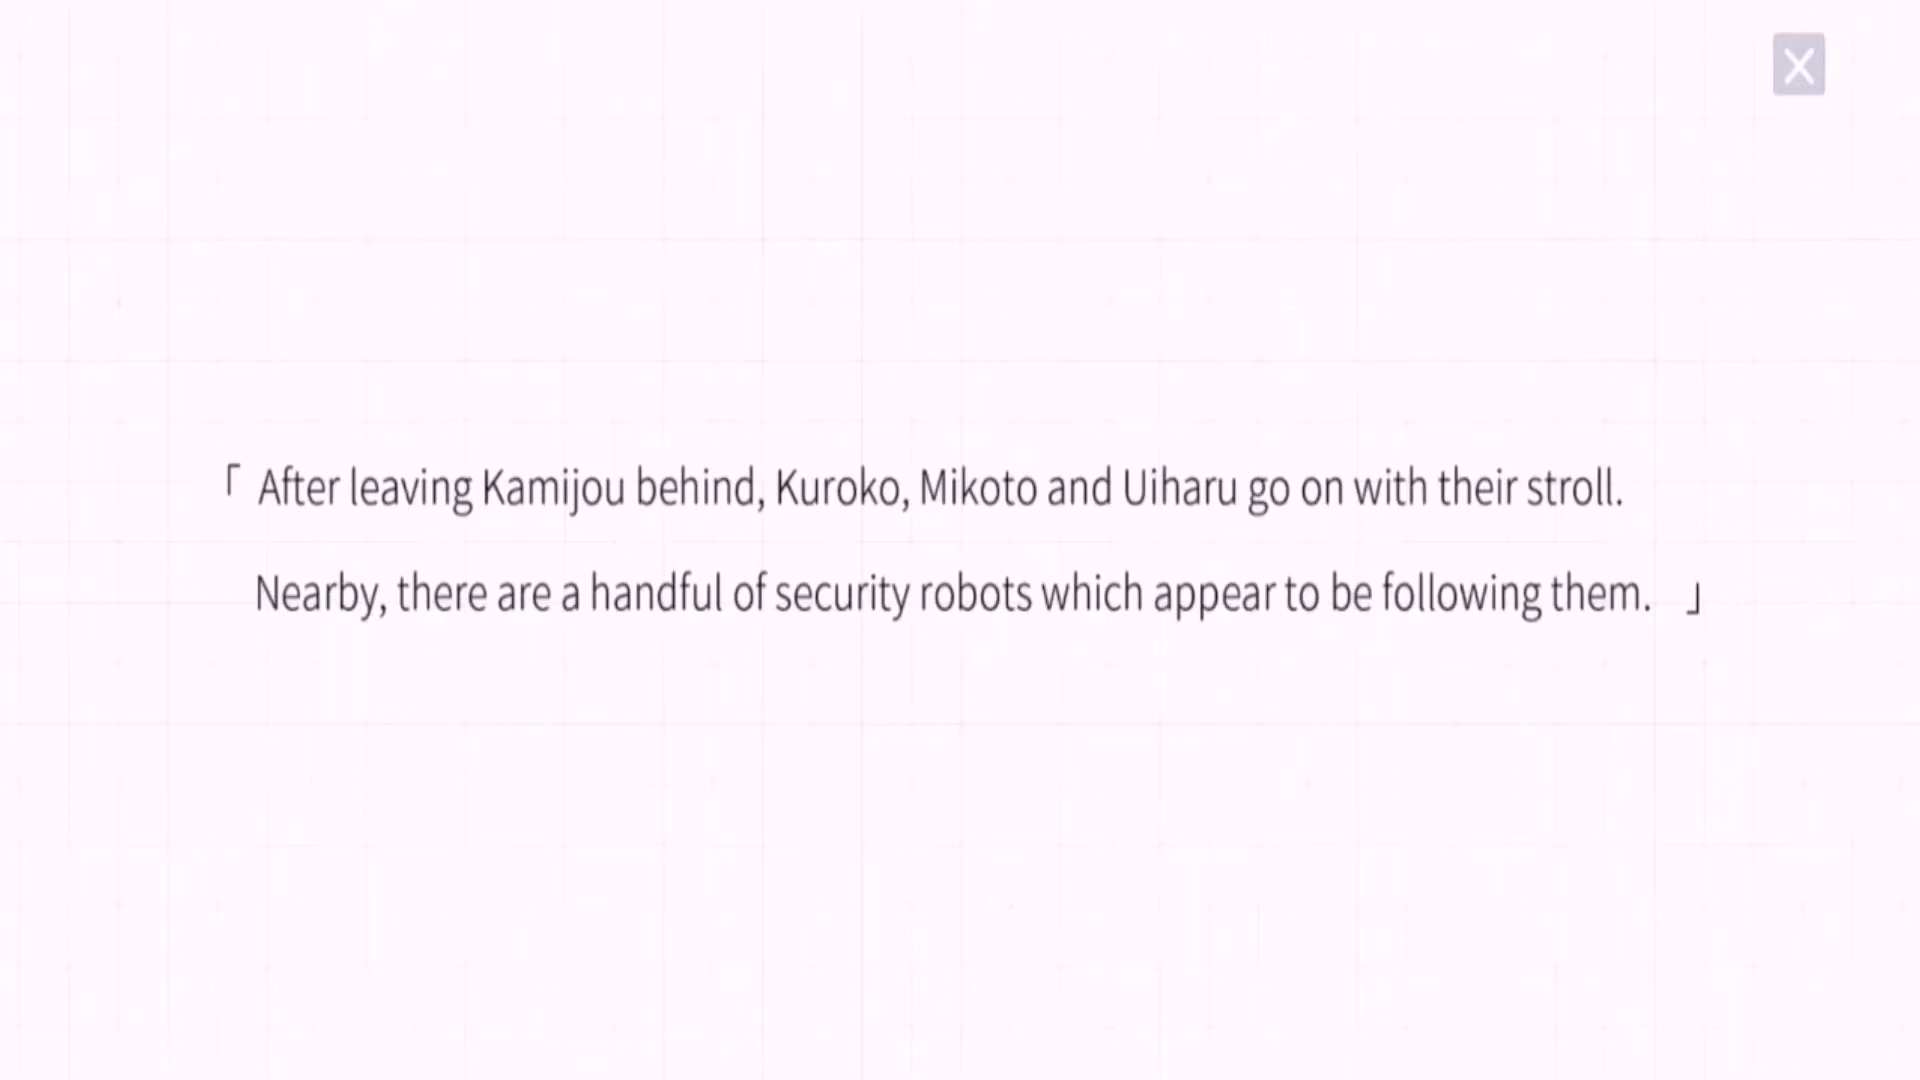 X
「 After leaving Kamijou behind, Kuroko, Mikoto and Uiharu go on with their stroll.
Nearby, there are a handful of security robots which appear to be following them. 」